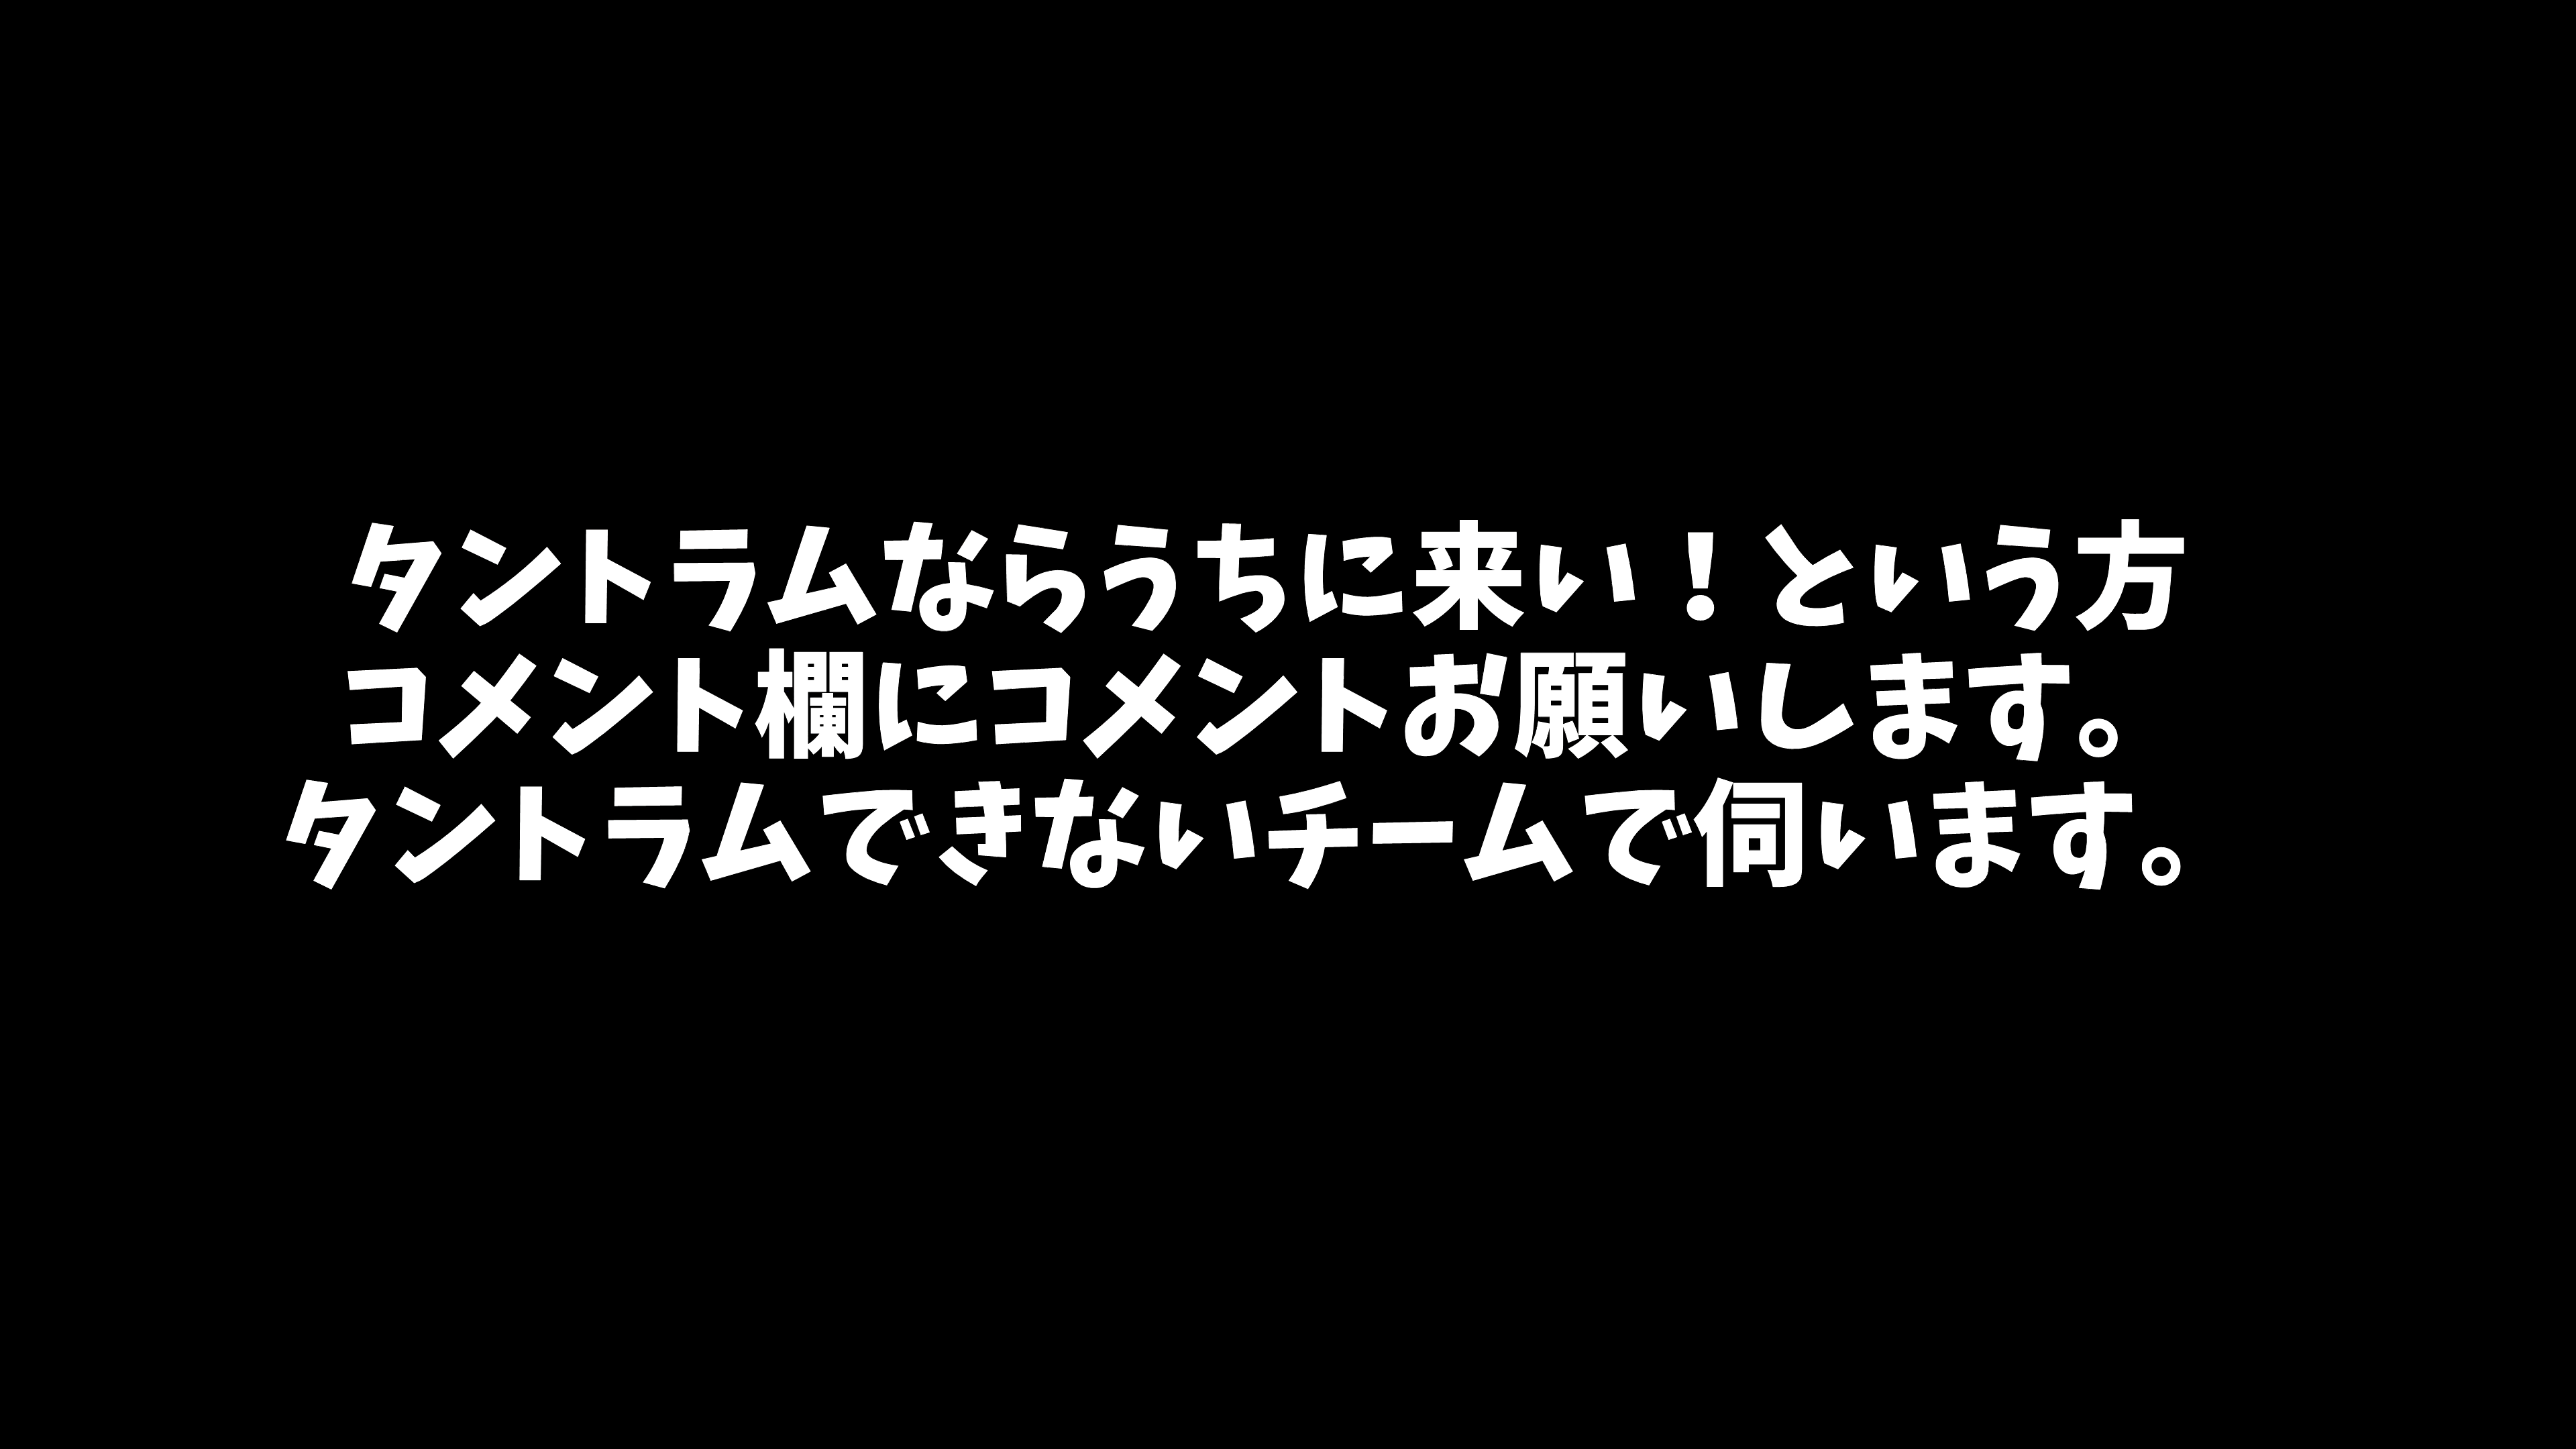 タントラムならうちに来い！という方
コメント欄にコメントお願いします。
タントラムできないチームで伺います。